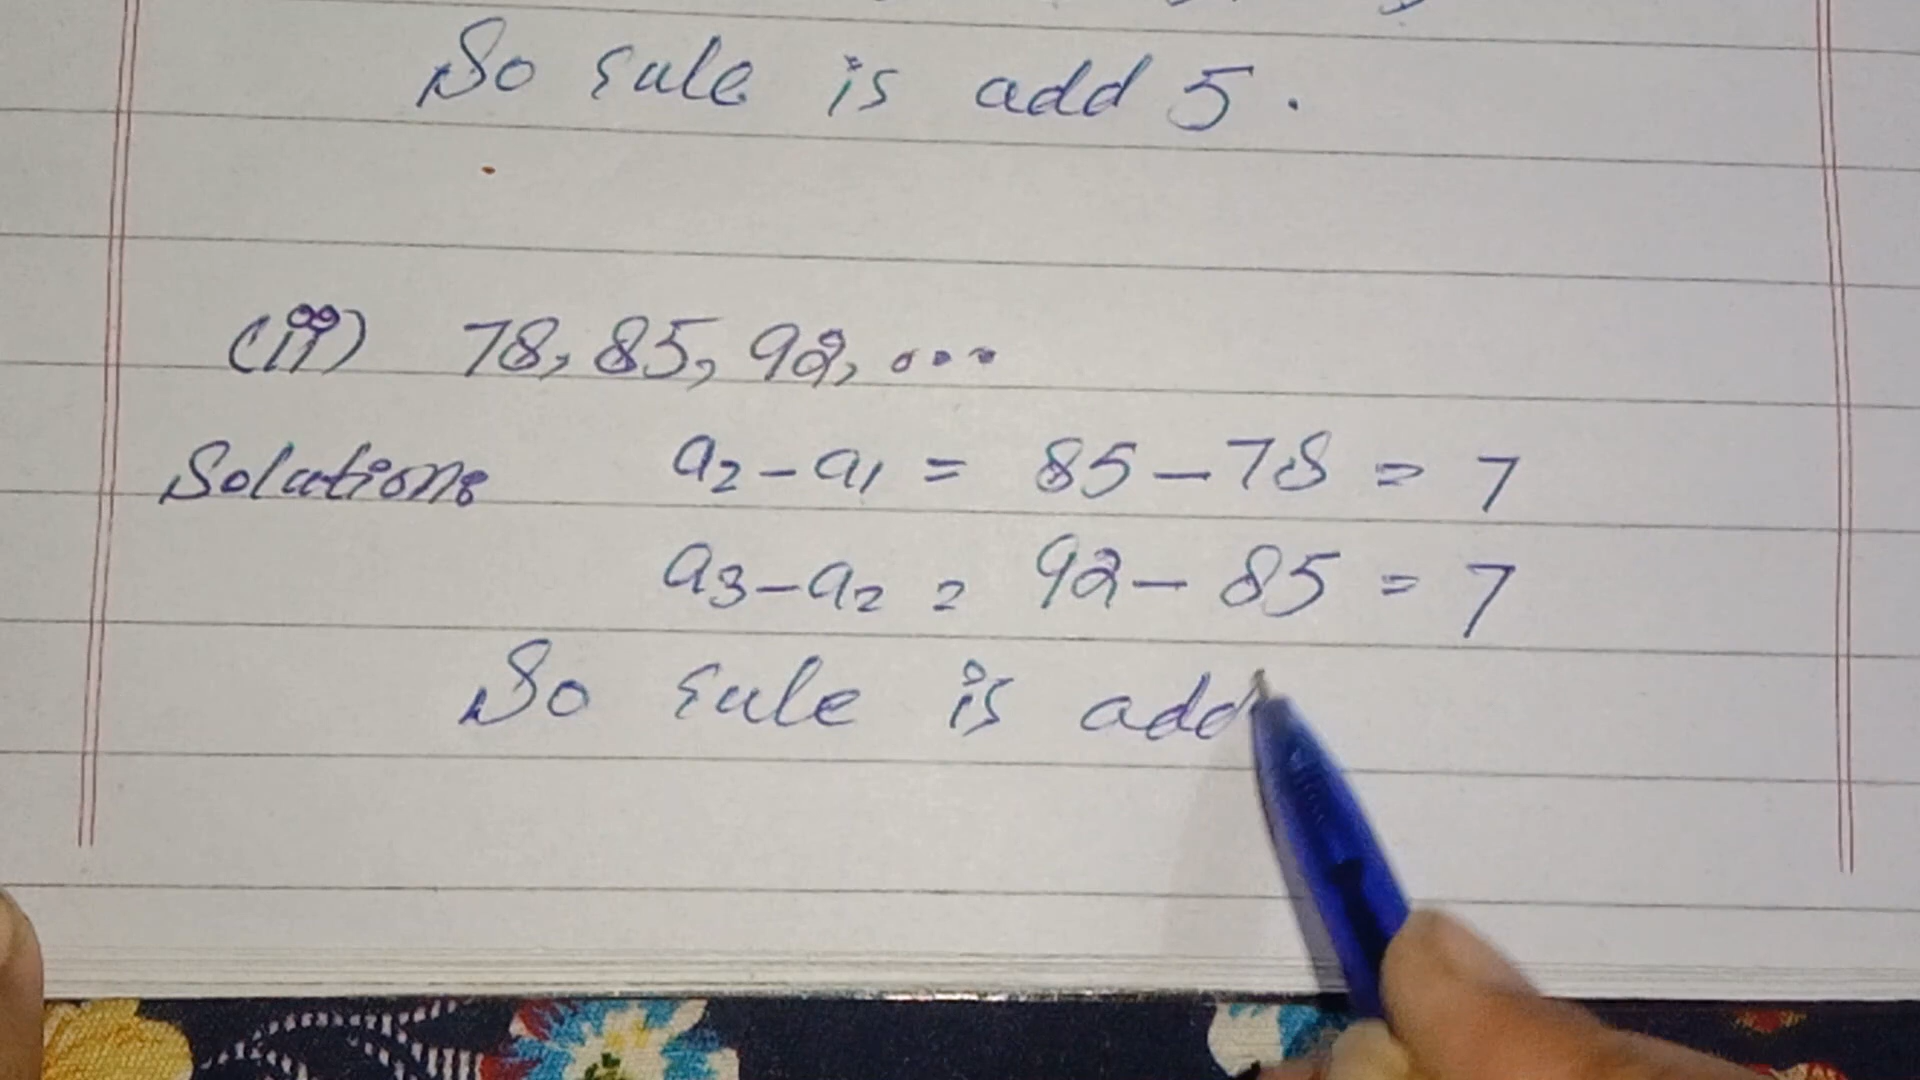 So rule is add 5.
(ii) 78, 85, 92, ...
Solution: a₂-a₁ = 85-78 = 7
a₃-a₂ = 92-85 = 7
So rule is add